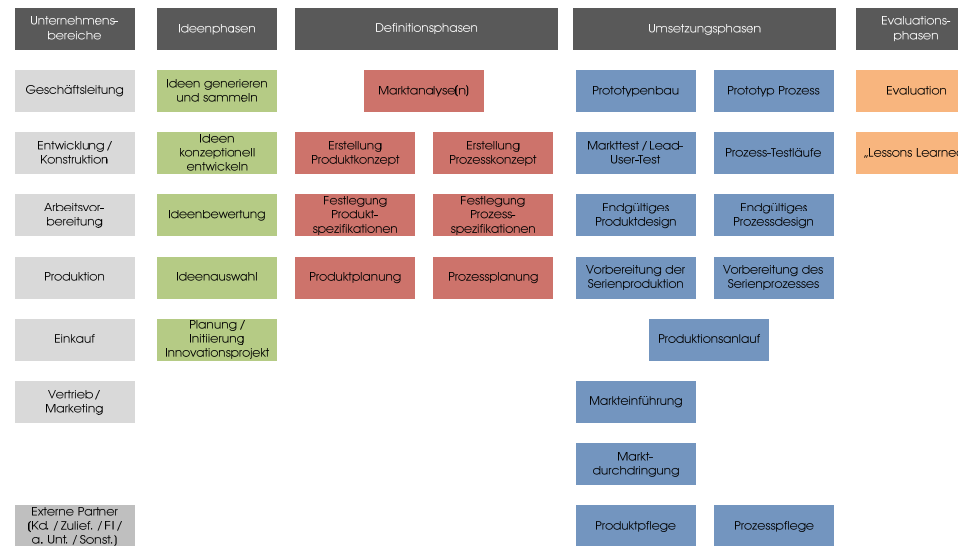 Unternehmens-
bereiche
Ideenphasen
Definitionsphasen
Umsetzungsphasen
Evaluations-
phasen
Geschäftsleitung
Ideen generieren
und sammeln
Marktanalyse(n)
Prototypenbau
Prototyp Prozess
Evaluation
Entwicklung /
Konstruktion
Ideen
konzeptionell
entwickeln
Erstellung
Produktkonzept
Erstellung
Prozesskonzept
Markttest / Lead-
User-Test
Prozess-Testläufe
„Lessons Learned
Arbeitsvor-
bereitung
Ideenbewertung
Festlegung
Produkt-
spezifikationen
Festlegung
Prozess-
spezifikationen
Endgültiges
Produktdesign
Endgültiges
Prozessdesign
Produktion
Ideenauswahl
Produktplanung
Prozessplanung
Vorbereitung der
Serienproduktion
Vorbereitung des
Serienprozesses
Einkauf
Planung /
Initiierung
Innovationsprojekt
Produktionsanlauf
Vertrieb /
Marketing
Markteinführung
Markt-
durchdringung
Externe Partner
(Kd. / Zulief. / FI /
a. Unt. / Sonst.)
Produktpflege
Prozesspflege